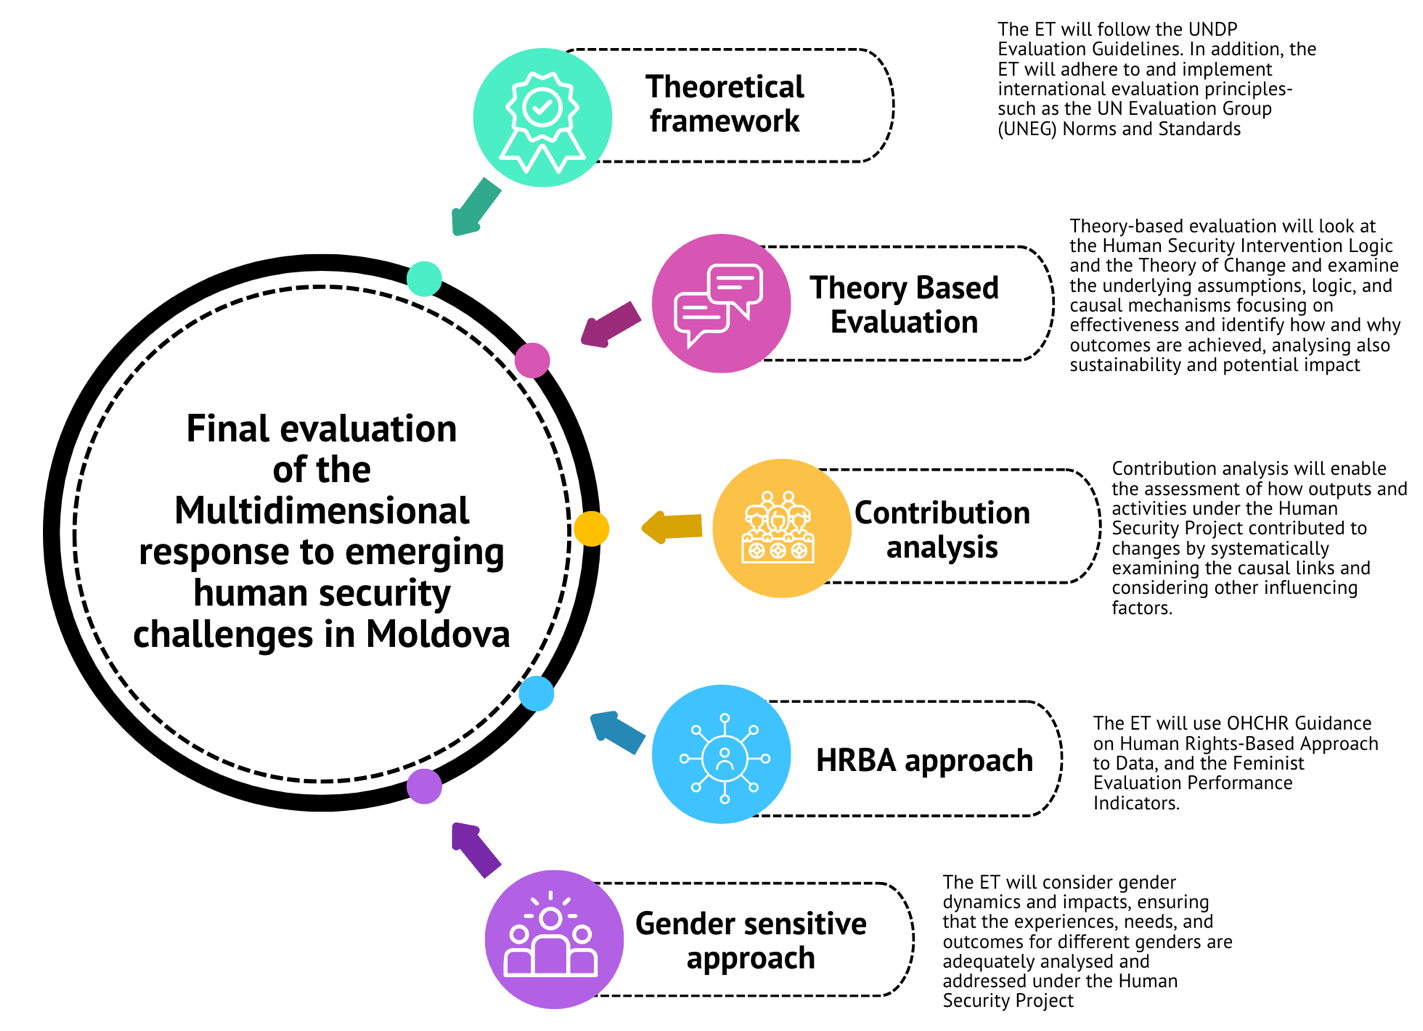 Final evaluation
of the
Multidimensional
response to emerging
human security
challenges in Moldova
Theoretical
framework
The ET will follow the UNDP
Evaluation Guidelines. In addition, the
ET will adhere to and implement
international evaluation principles-
such as the UN Evaluation Group
(UNEG) Norms and Standards
Theory Based
Evaluation
Theory-based evaluation will look at
the Human Security Intervention Logic
and the Theory of Change and examine
the underlying assumptions, logic, and
causal mechanisms focusing on
effectiveness and identify how and why
outcomes are achieved, analysing also
sustainability and potential impact
Contribution
analysis
Contribution analysis will enable
the assessment of how outputs and
activities under the Human
Security Project contributed to
changes by systematically
examining the causal links and
considering other influencing
factors.
HRBA approach
The ET will use OHCHR Guidance
on Human Rights-Based Approach
to Data, and the Feminist
Evaluation Performance
Indicators.
Gender sensitive
approach
The ET will consider gender
dynamics and impacts, ensuring
that the experiences, needs, and
outcomes for different genders are
adequately analysed and
addressed under the Human
Security Project